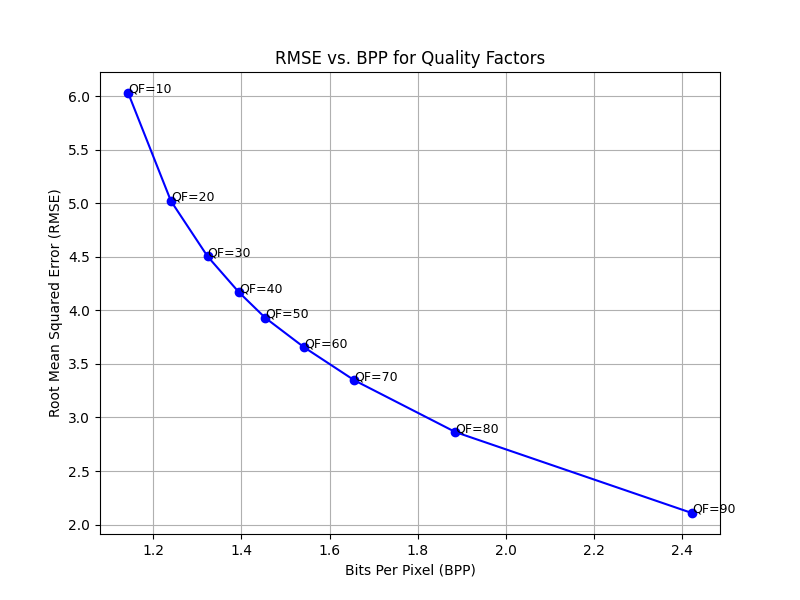 RMSE vs. BPP for Quality Factors
Root Mean Squared Error (RMSE)
6.0
5.5
5.0
4.5
4.0
3.5
3.0
2.5
2.0
QF=10
QF=20
QF=30
QF=40
QF=50
QF=60
QF=70
QF=80
QF=90
1.2
1.4
1.6
1.8
2.0
2.2
2.4
Bits Per Pixel (BPP)